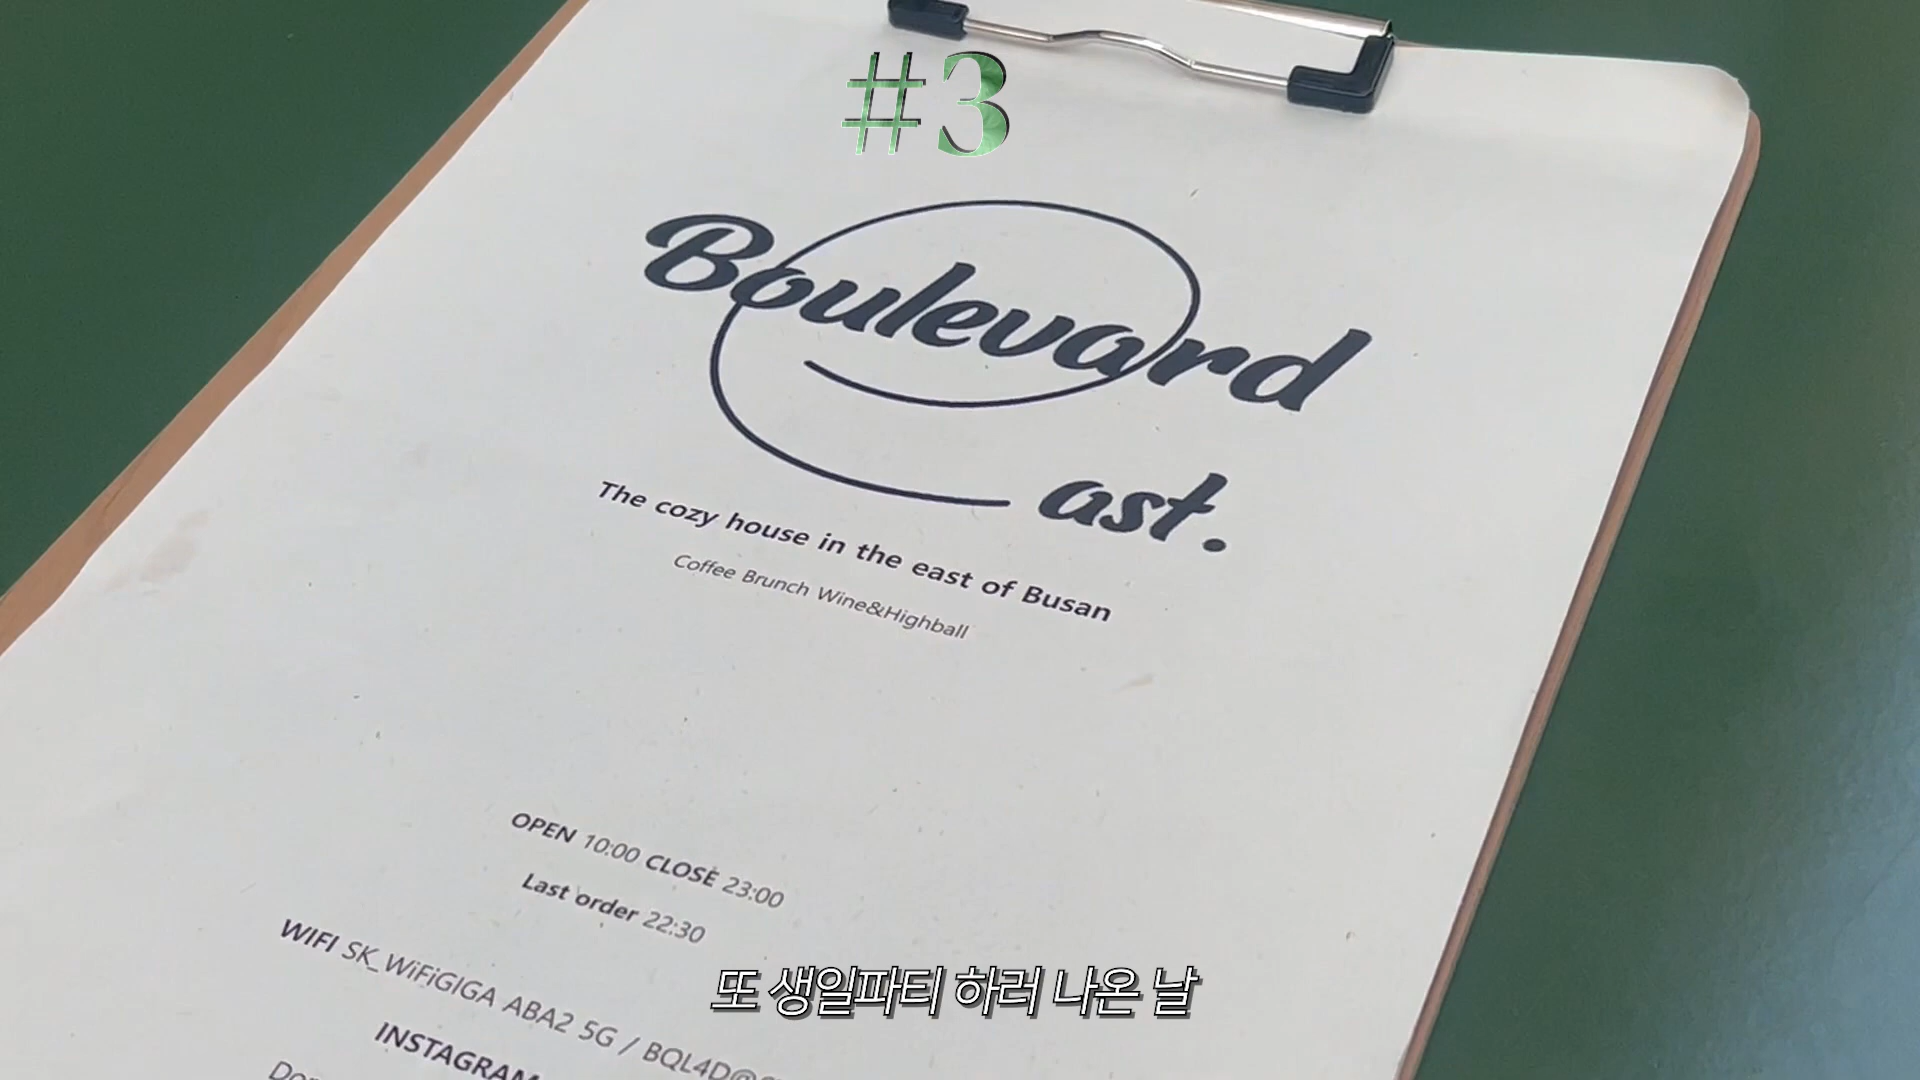 #3
Boulevard
East.
The cozy house in the east of Busan
Coffee Brunch Wine&Highball
OPEN 10:00 CLOSE 23:00
Last order 22:30
WIFI SK_WiFiGIGA ABA2 5G /
INSTAGRAM
또 생일파티 하러 나온 날